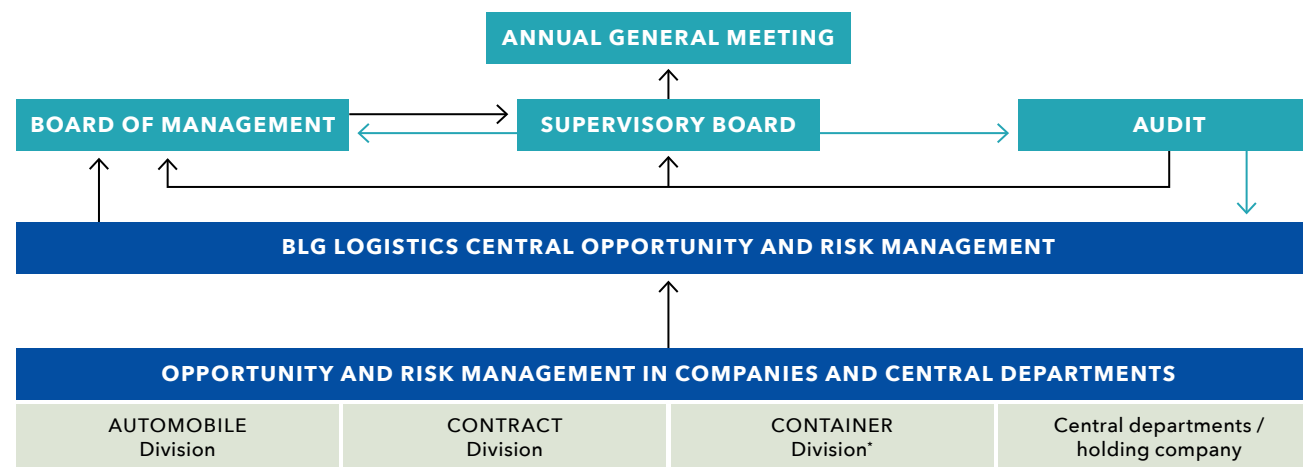 ANNUAL GENERAL MEETING
BOARD OF MANAGEMENT
SUPERVISORY BOARD
AUDIT
BLG LOGISTICS CENTRAL OPPORTUNITY AND RISK MANAGEMENT
OPPORTUNITY AND RISK MANAGEMENT IN COMPANIES AND CENTRAL DEPARTMENTS
AUTOMOBILE
Division
CONTRACT
Division
CONTAINER
Division*
Central departments /
holding company